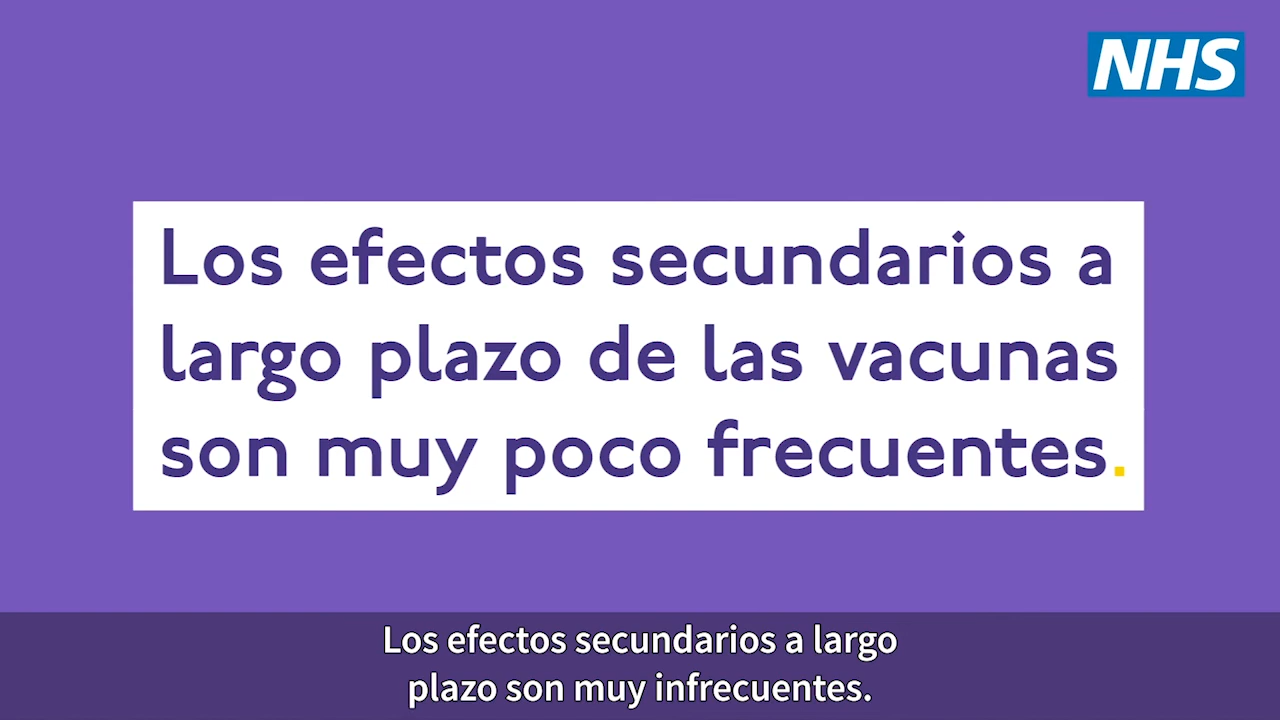 NHS
Los efectos secundarios a
largo plazo de las vacunas
son muy poco frecuentes.
Los efectos secundarios a largo
plazo son muy infrecuentes.